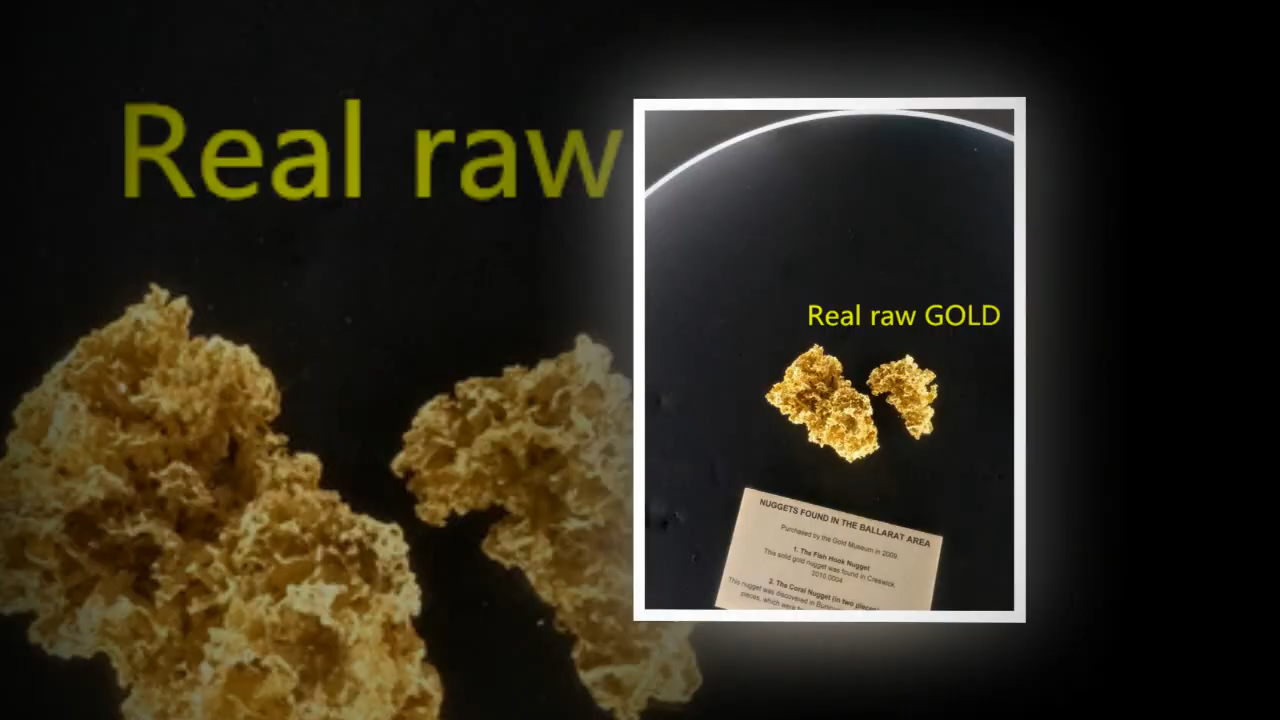 Real raw
Real raw GOLD
NUGGETS FOUND IN THE BALLARAT AREA
Purchased by the Gold Museum in 2009.
1. The Fish Hook Nugget
This solid gold nugget was found in Creswick.
2010.0004
2. The Coral Nugget (in two pieces)
This nugget was discovered in
pieces, which were